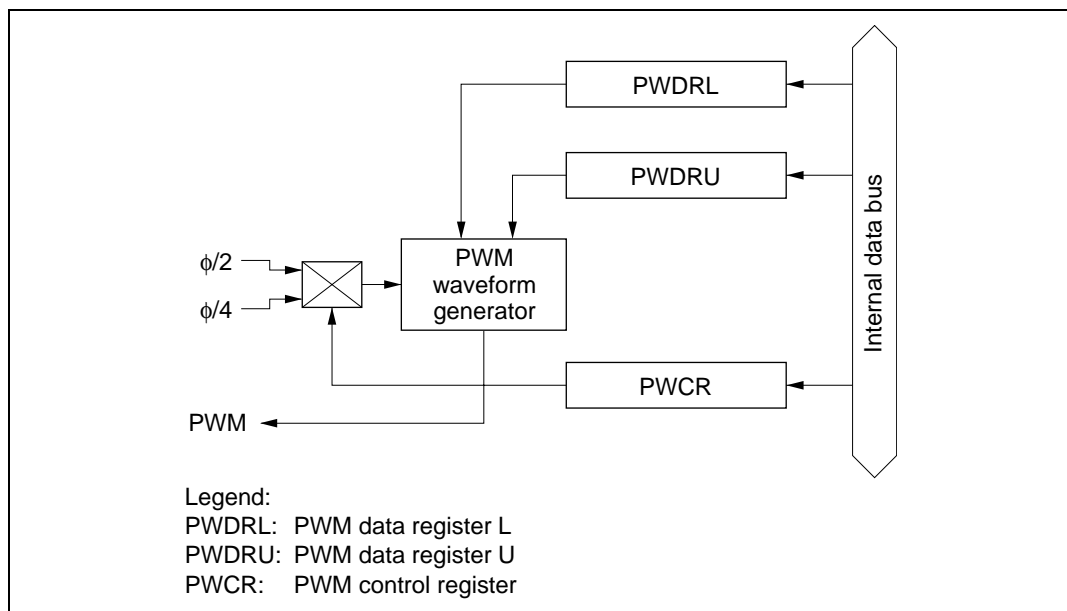 PWDRL
PWDRU
φ/2
φ/4
PWM
waveform
generator
Internal data bus
PWCR
PWM
Legend:
PWDRL: PWM data register L
PWDRU: PWM data register U
PWCR: PWM control register